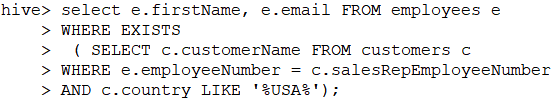 hive> select e.firstName, e.email FROM employees e
    > WHERE EXISTS
    >  ( SELECT c.customerName FROM customers c
    > WHERE e.employeeNumber = c.salesRepEmployeeNumber
    > AND c.country LIKE '%USA%');